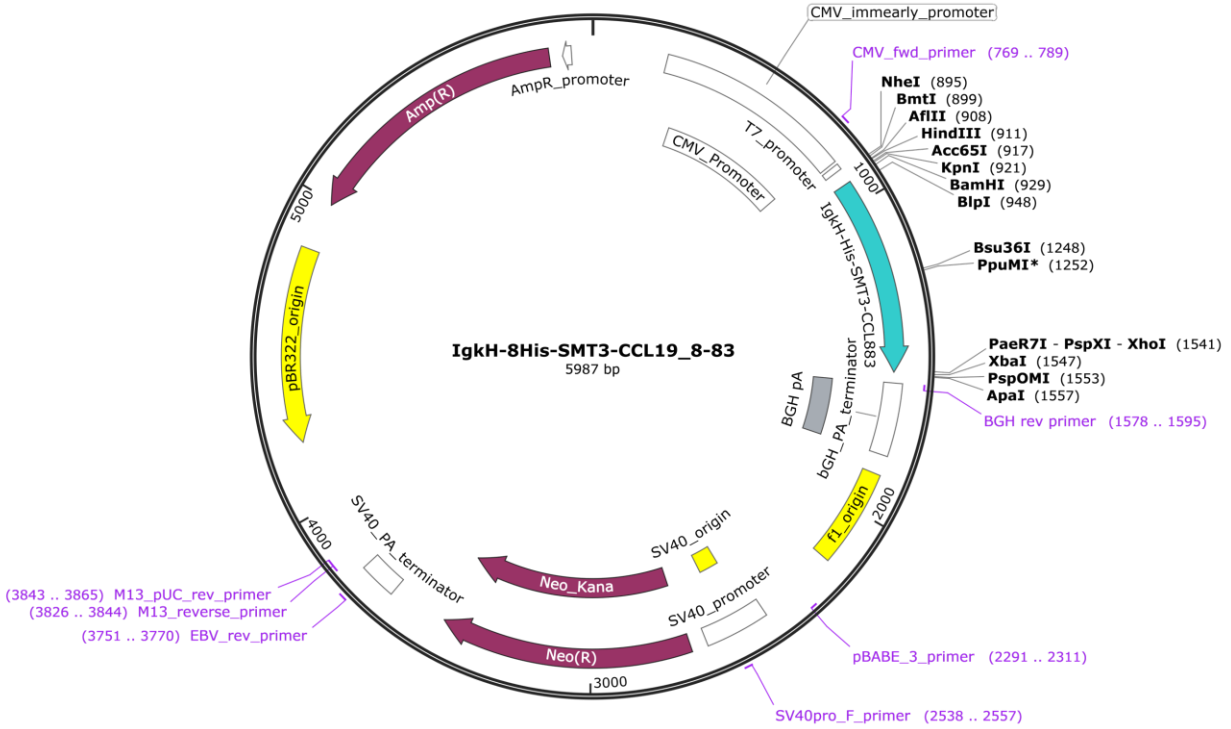 CMV_immearly_promoter
CMV_fwd_primer (769 .. 789)
NheI (895)
BmtI (899)
AflII (908)
HindIII (911)
Acc65I (917)
KpnI (921)
BamHI (929)
BlpI (948)
Bsu36I (1248)
PpuMI* (1252)
PaeR7I - PspXI - XhoI (1541)
XbaI (1547)
PspOMI (1553)
ApaI (1557)
BGH rev primer (1578 .. 1595)
AmpR_promoter
Amp(R)
T7_promoter
CMV_Promoter
1000
IgkH-His-SMT3-CCL883
5000
pBR322_origin
IgkH-8His-SMT3-CCL19_8-83
5987 bp
BGH pA
bGH_PA_terminator
f1_origin
2000
SV40_origin
SV40_PA_terminator
4000
Neo_Kana
SV40_promoter
Neo(R)
3000
(3843 .. 3865) M13_pUC_rev_primer
(3826 .. 3844) M13_reverse_primer
(3751 .. 3770) EBV_rev_primer
pBABE_3_primer (2291 .. 2311)
SV40pro_F_primer (2538 .. 2557)